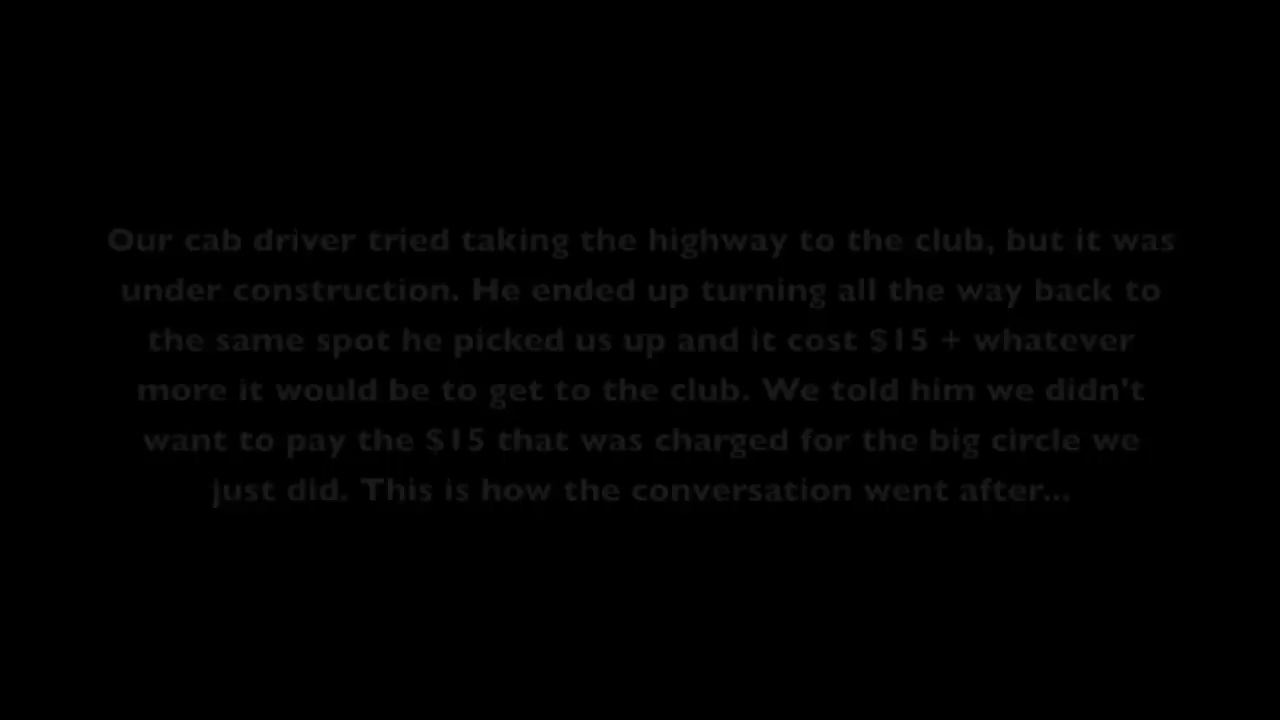 Our cab driver tried taking the highway to the club, but it was
under construction. He ended up turning all the way back to
the same spot he picked us up and it cost $15 + whatever
more it would be to get to the club. We told him we didn't
want to pay the $15 that was charged for the big circle we
just did. This is how the conversation went after...